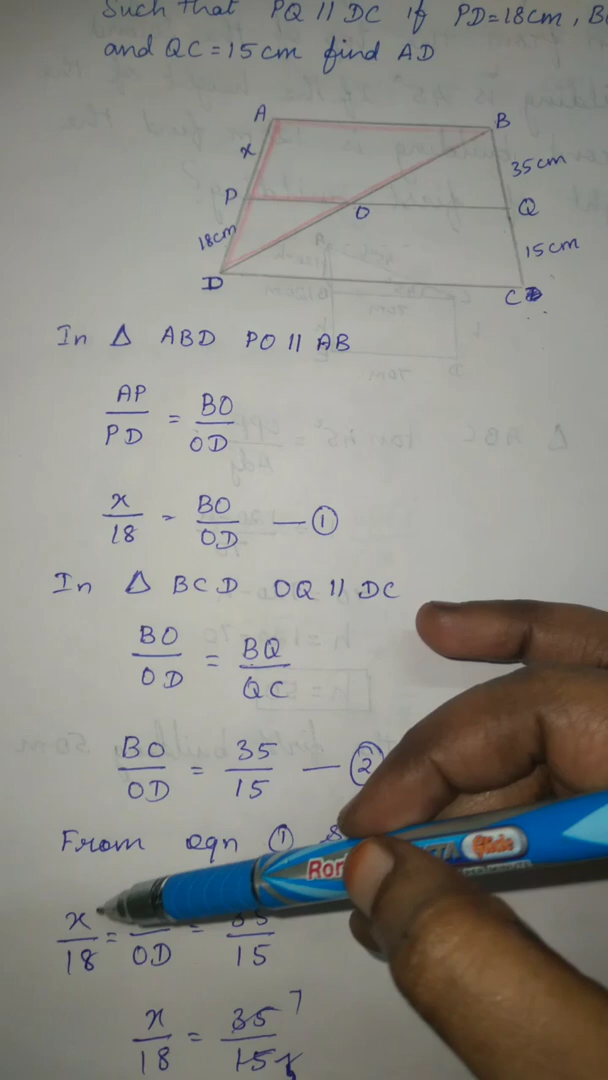 Such that PQ || DC if PD=18cm,
and QC=15cm find AD
A
B
x
35cm
P
O
Q
18cm
15cm
D
C
In Δ ABD PO || AB
AP/PD = BO/OD
x/18 = BO/OD — ①
In Δ BCD OQ || DC
BO/OD = BQ/QC
BO/OD = 35/15 — ②
From eqn ①
x/18 = /OD = 35/15
x/18 = 35/15 7